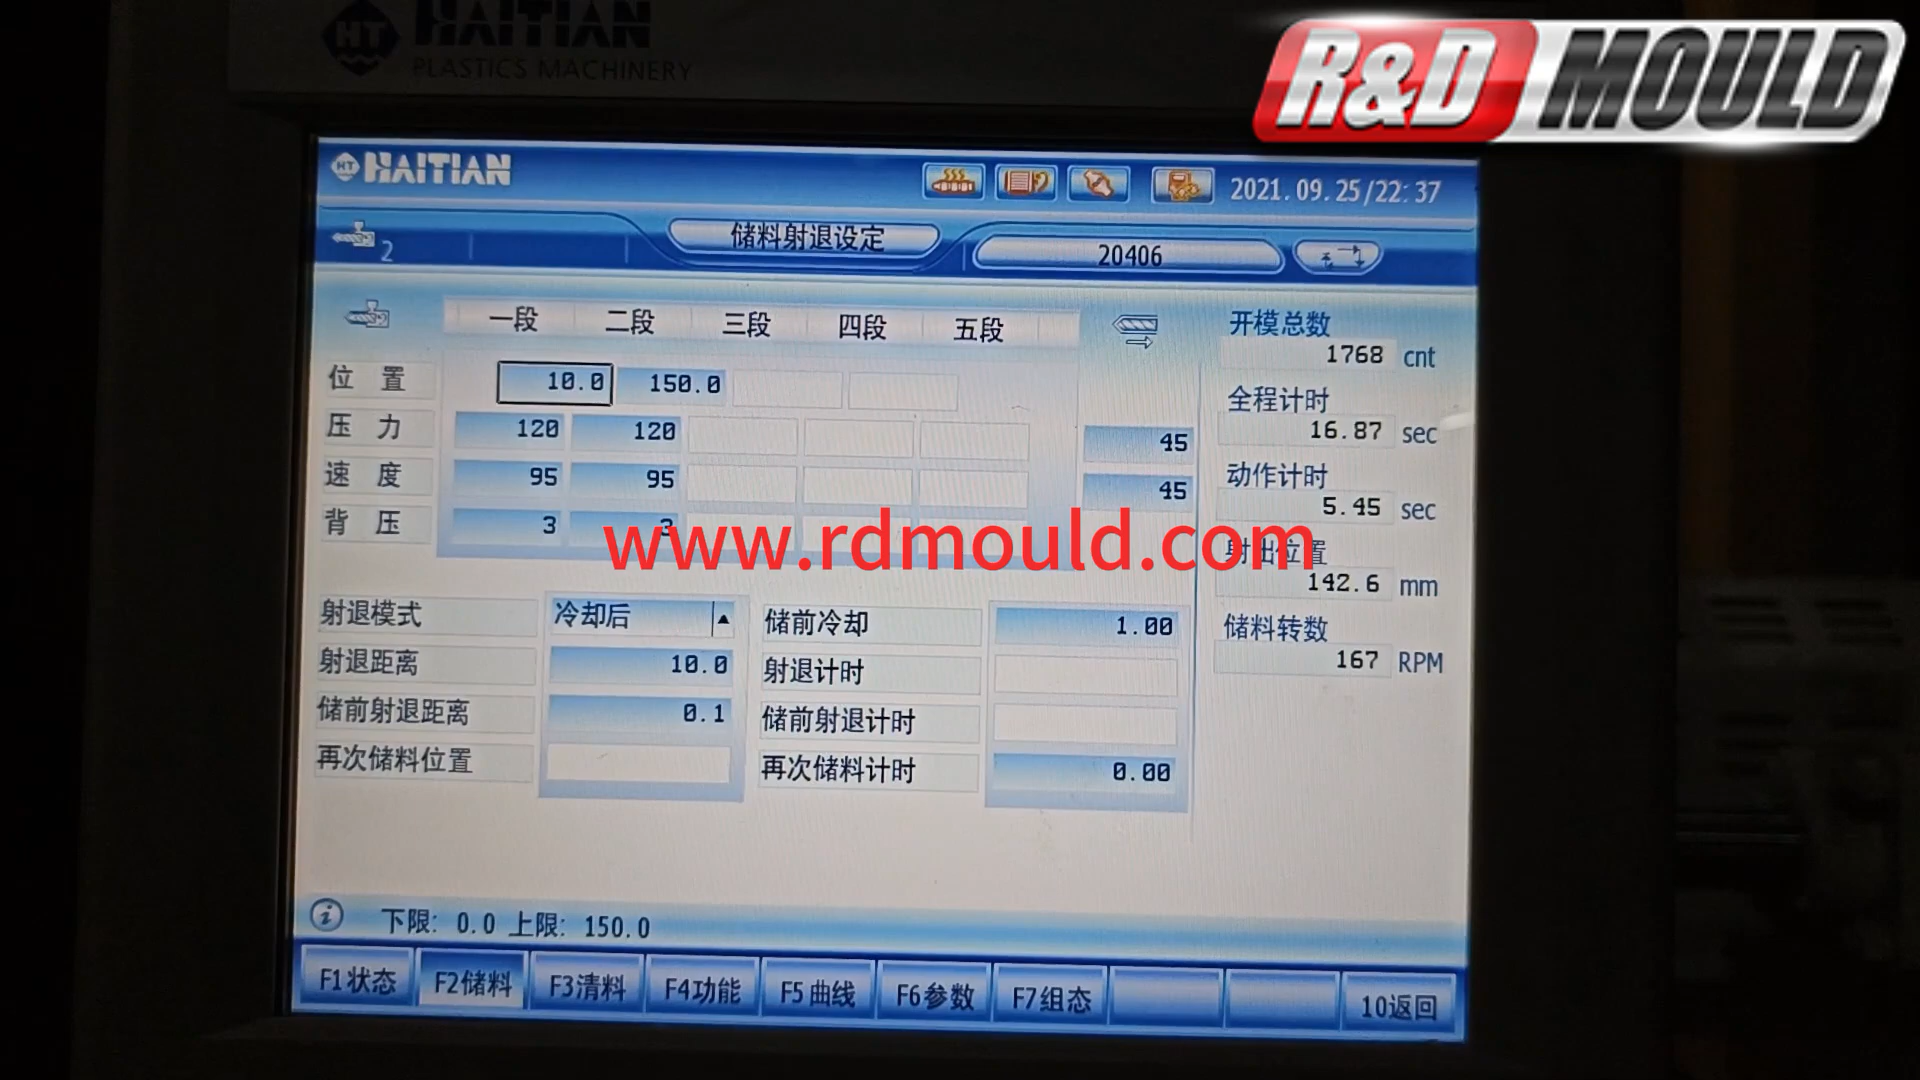 HAITIAN
PLASTICS MACHINERY
R&D MOULD
HAITIAN
2021.09.25/22:37
2
储料射退设定
20406
一段 二段 三段 四段 五段
开模总数
1768 cnt
位 置 10.0 150.0
全程计时
压 力 120 120 45
16.87 sec
速 度 95 95 45
动作计时
5.45 sec
背 压 3 3
www.rdmould.com
射出位置
142.6 mm
射退模式 冷却后 储前冷却 1.00
储料转数
167 RPM
射退距离 10.0 射退计时
储前射退距离 0.1 储前射退计时
再次储料位置 再次储料计时 0.00
下限: 0.0 上限: 150.0
F1状态 F2储料 F3清料 F4功能 F5曲线 F6参数 F7组态 10返回